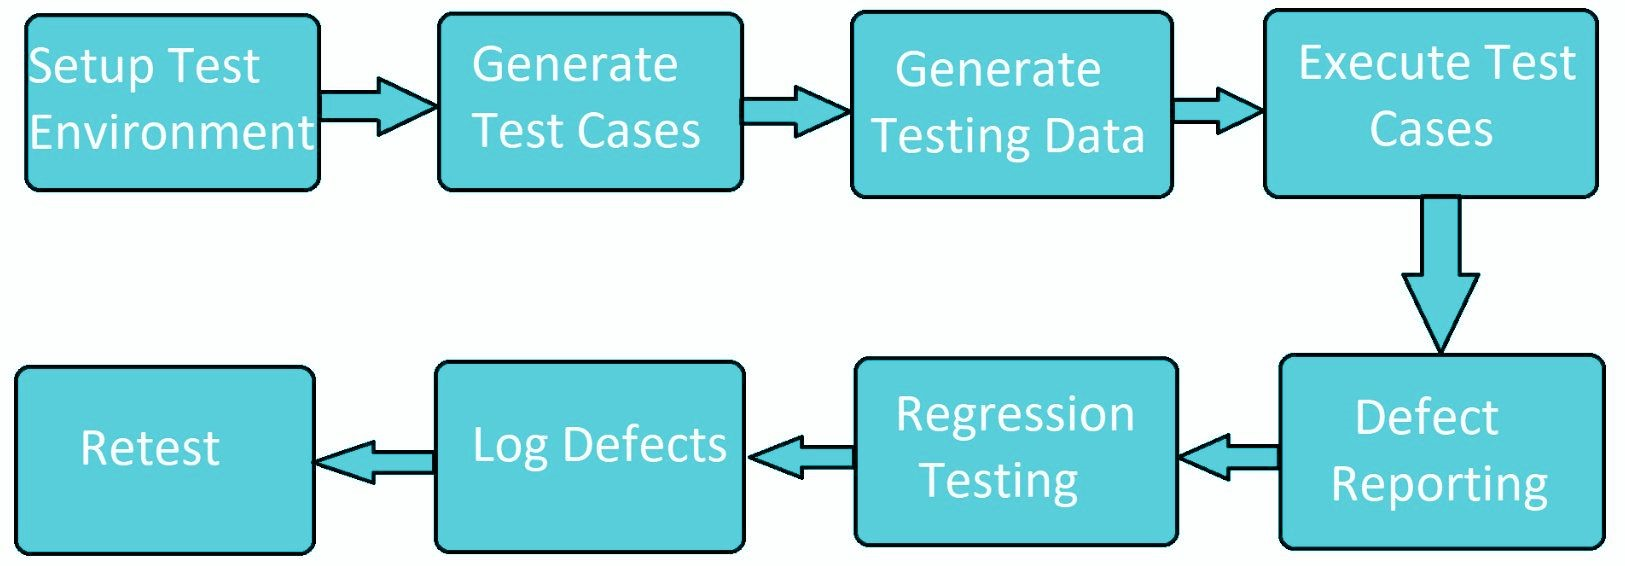 Setup Test
Environment
Generate
Test Cases
Generate
Testing Data
Execute Test
Cases
Defect
Reporting
Regression
Testing
Log Defects
Retest